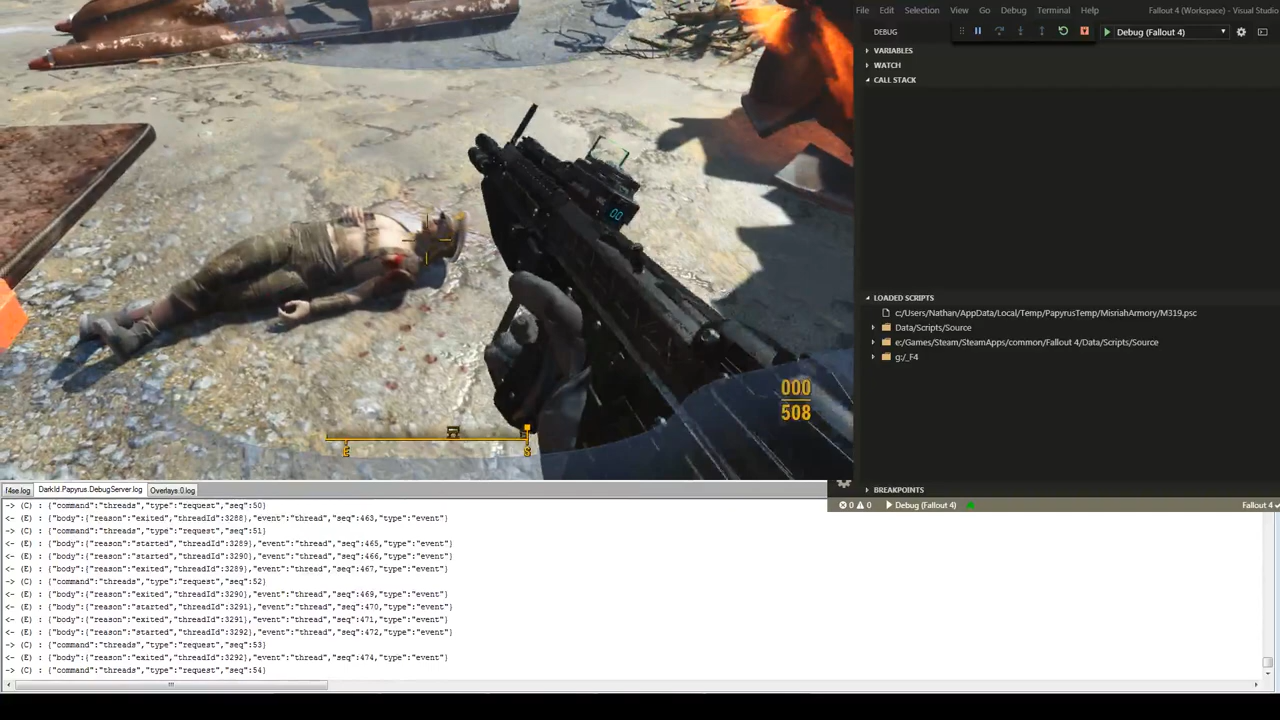 File Edit Selection View Go Debug Terminal Help Fallout 4 (Workspace) - Visual Studio
DEBUG Debug (Fallout 4)
VARIABLES
WATCH
CALL STACK
00
LOADED SCRIPTS
c:/Users/Nathan/AppData/Local/Temp/PapyrusTemp/MisriahArmory/M319.psc
Data/Scripts/Source
e:/Games/Steam/SteamApps/common/Fallout 4/Data/Scripts/Source
g:/_F4
000
508
E S
BREAKPOINTS
0 0 Debug (Fallout 4) Fallout 4
f4se.log DarkId.Papyrus.DebugServer.log Overlays.0.log
-> (C) : {"command":"threads","type":"request","seq":50}
<- (E) : {"body":{"reason":"exited","threadId":3288},"event":"thread","seq":463,"type":"event"}
-> (C) : {"command":"threads","type":"request","seq":51}
<- (E) : {"body":{"reason":"started","threadId":3289},"event":"thread","seq":465,"type":"event"}
<- (E) : {"body":{"reason":"started","threadId":3290},"event":"thread","seq":466,"type":"event"}
<- (E) : {"body":{"reason":"exited","threadId":3289},"event":"thread","seq":467,"type":"event"}
-> (C) : {"command":"threads","type":"request","seq":52}
<- (E) : {"body":{"reason":"exited","threadId":3290},"event":"thread","seq":469,"type":"event"}
<- (E) : {"body":{"reason":"started","threadId":3291},"event":"thread","seq":470,"type":"event"}
<- (E) : {"body":{"reason":"exited","threadId":3291},"event":"thread","seq":471,"type":"event"}
<- (E) : {"body":{"reason":"started","threadId":3292},"event":"thread","seq":472,"type":"event"}
-> (C) : {"command":"threads","type":"request","seq":53}
<- (E) : {"body":{"reason":"exited","threadId":3292},"event":"thread","seq":474,"type":"event"}
-> (C) : {"command":"threads","type":"request","seq":54}